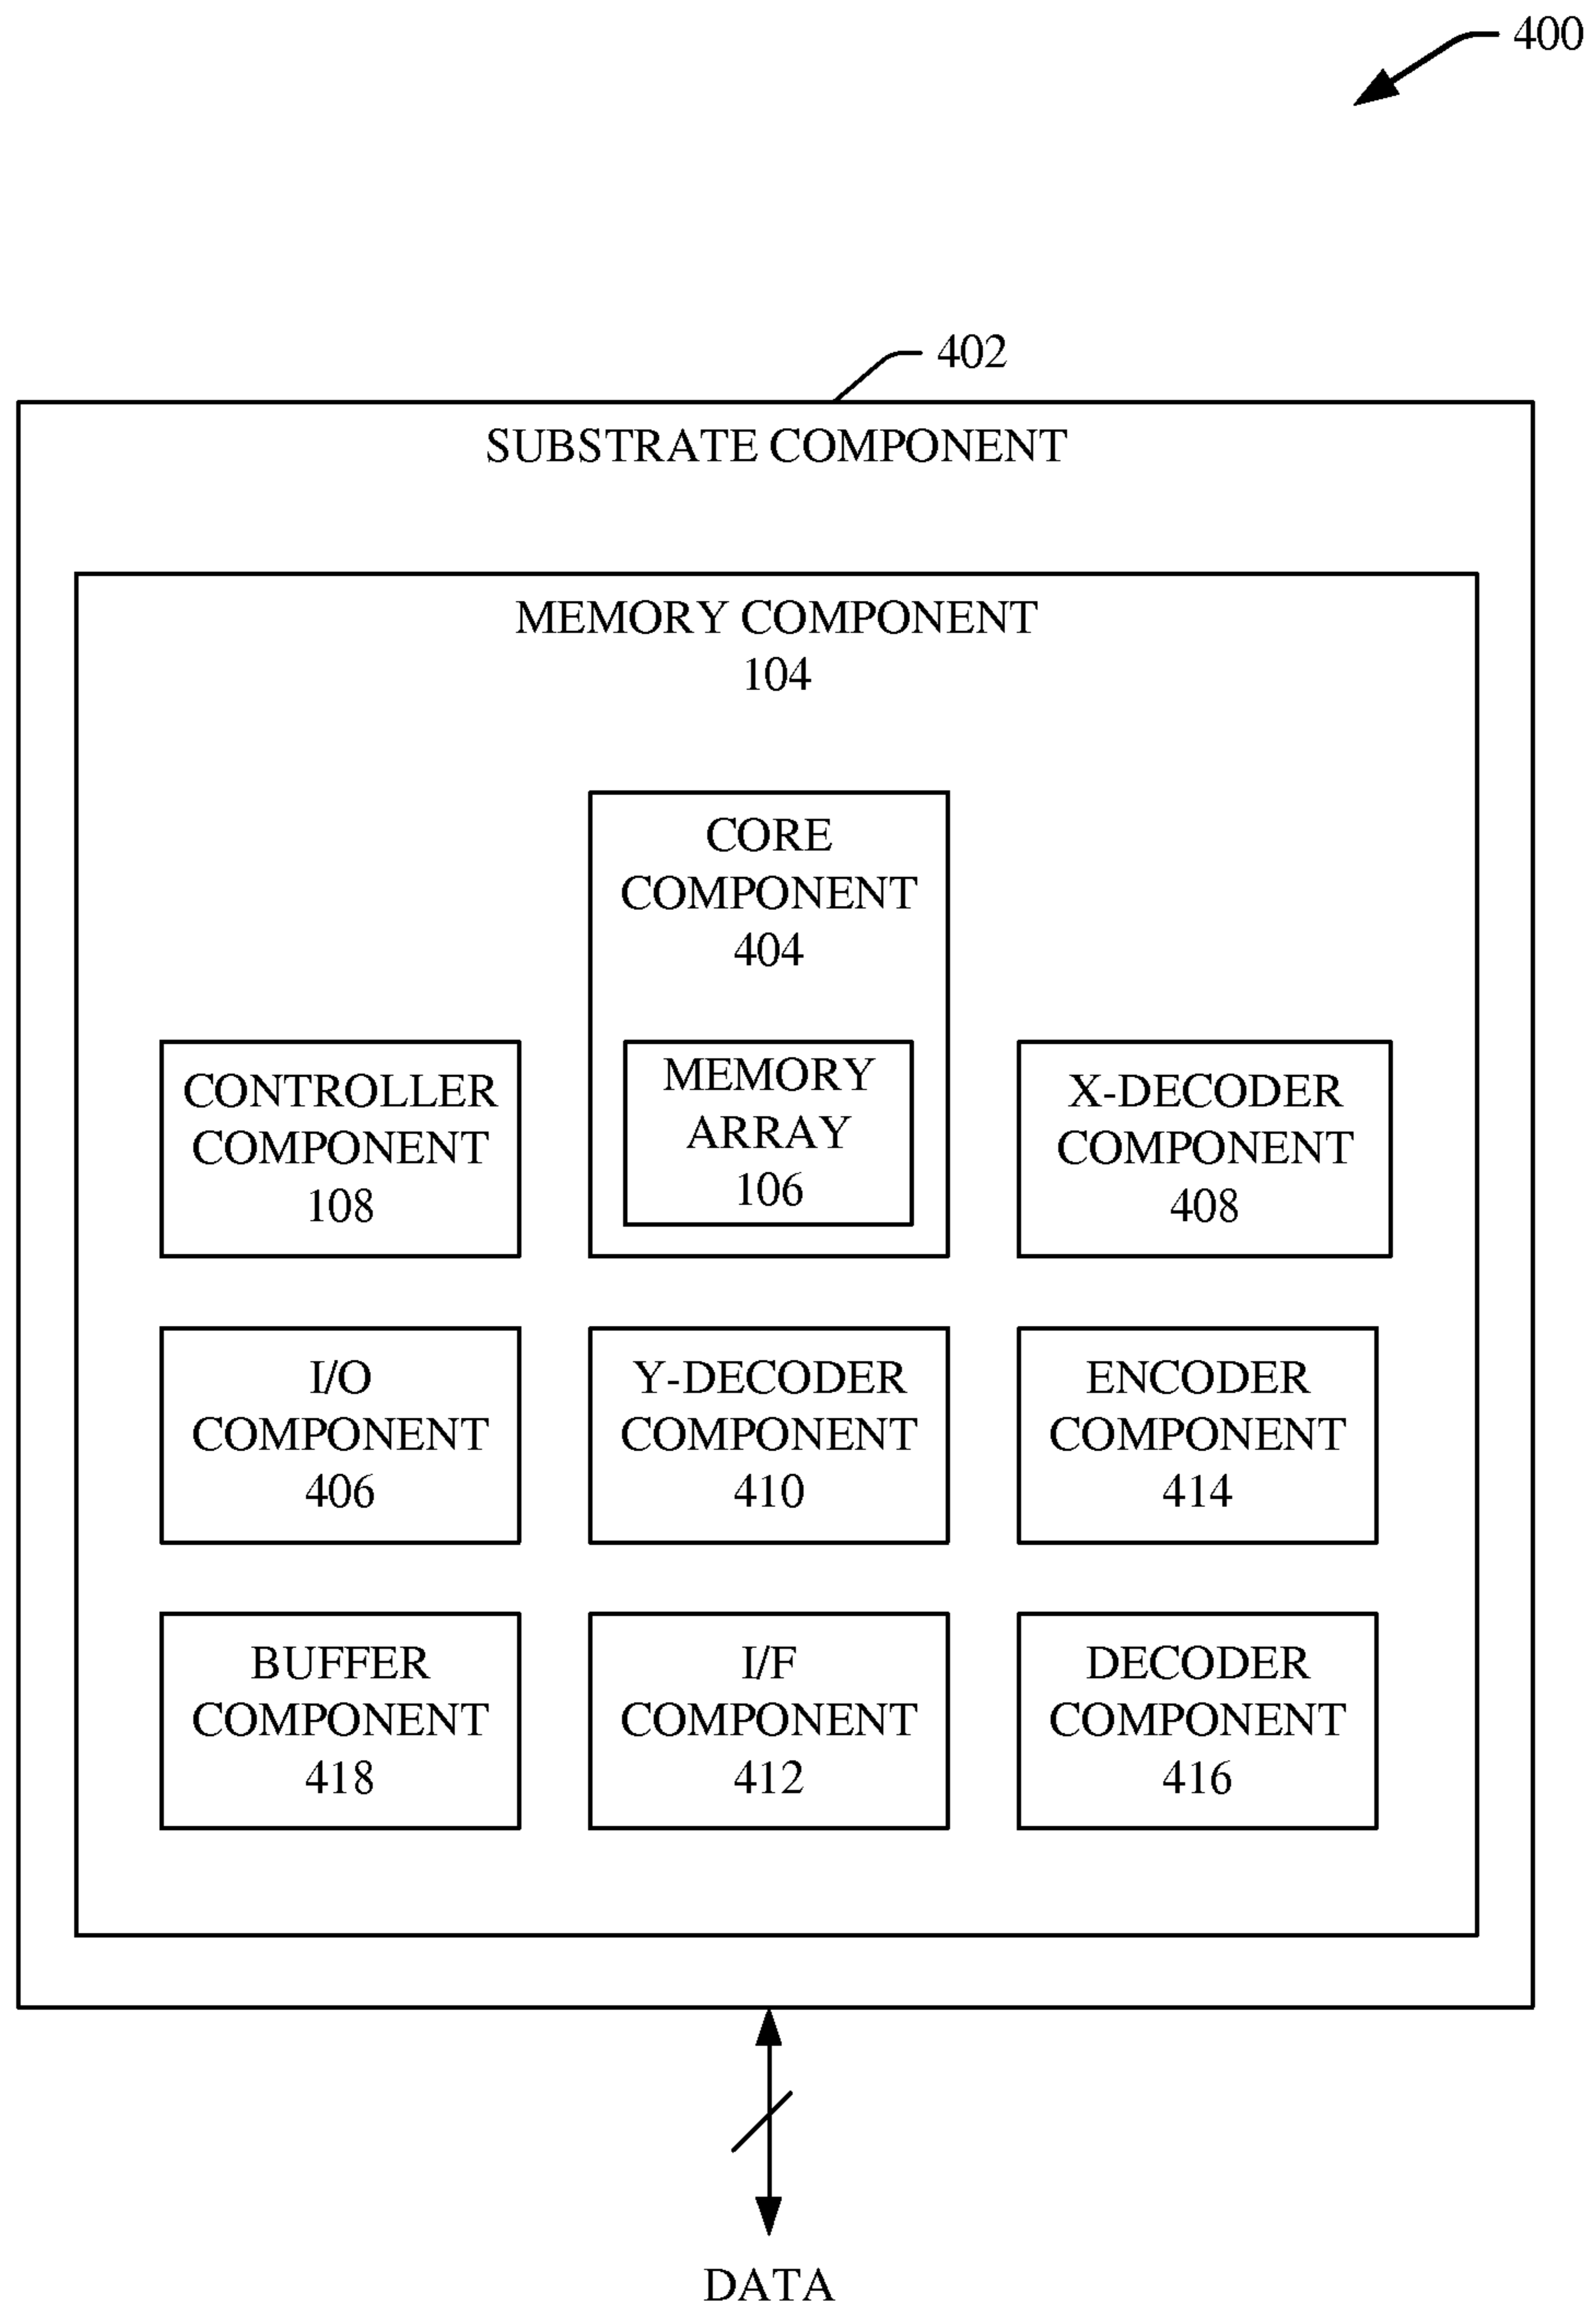 400
402
SUBSTRATE COMPONENT
MEMORY COMPONENT
104
CORE
COMPONENT
404
MEMORY
ARRAY
106
CONTROLLER
COMPONENT
108
X-DECODER
COMPONENT
408
I/O
COMPONENT
406
Y-DECODER
COMPONENT
410
ENCODER
COMPONENT
414
BUFFER
COMPONENT
418
I/F
COMPONENT
412
DECODER
COMPONENT
416
DATA